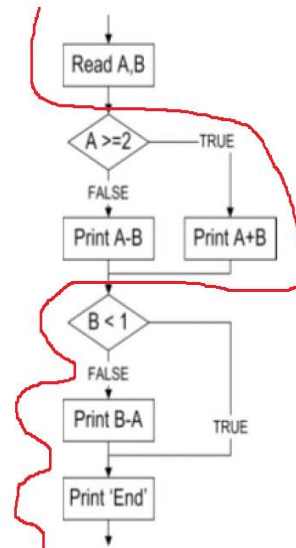 Read A,B
A >=2
TRUE
FALSE
Print A-B
Print A+B
B < 1
FALSE
Print B-A
TRUE
Print ‘End’